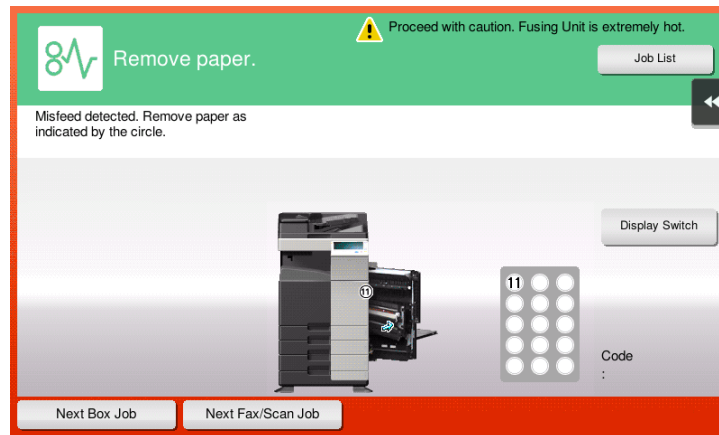 Proceed with caution. Fusing Unit is extremely hot.
Remove paper.
Job List
Misfeed detected. Remove paper as
indicated by the circle.
Display Switch
11
11
Code
:
Next Box Job
Next Fax/Scan Job